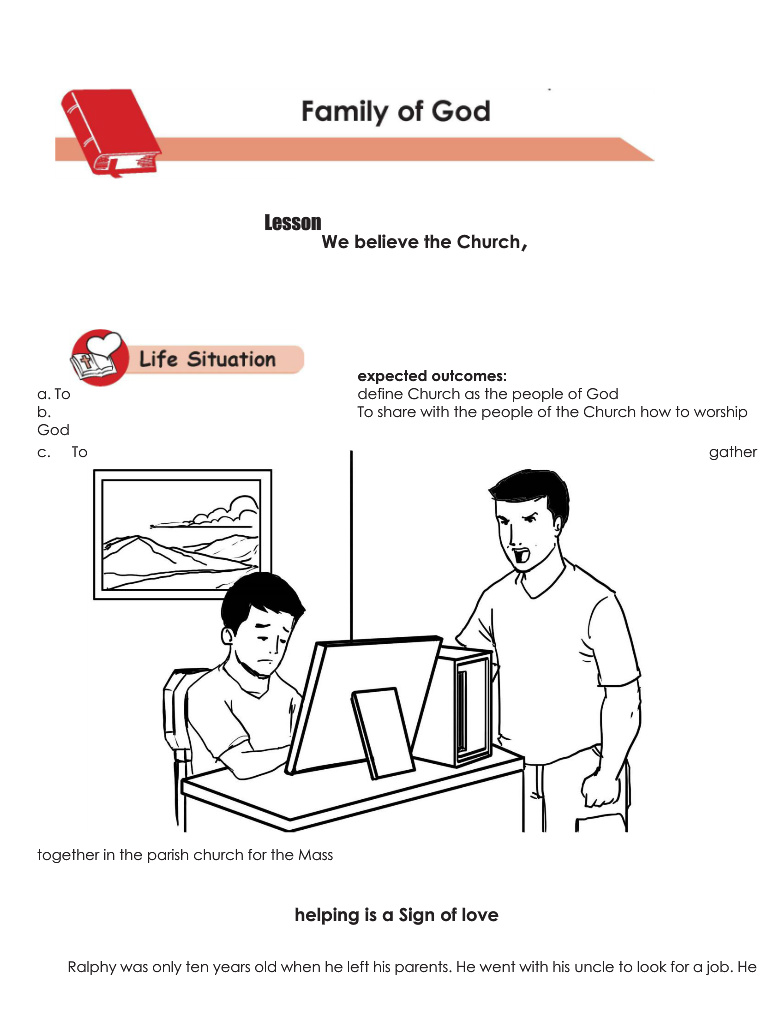 Family of God
Lesson
We believe the Church,
Life Situation
expected outcomes:
a. To define Church as the people of God
b. To share with the people of the Church how to worship
God
c. To gather
together in the parish church for the Mass
helping is a Sign of love
Ralphy was only ten years old when he left his parents. He went with his uncle to look for a job. He